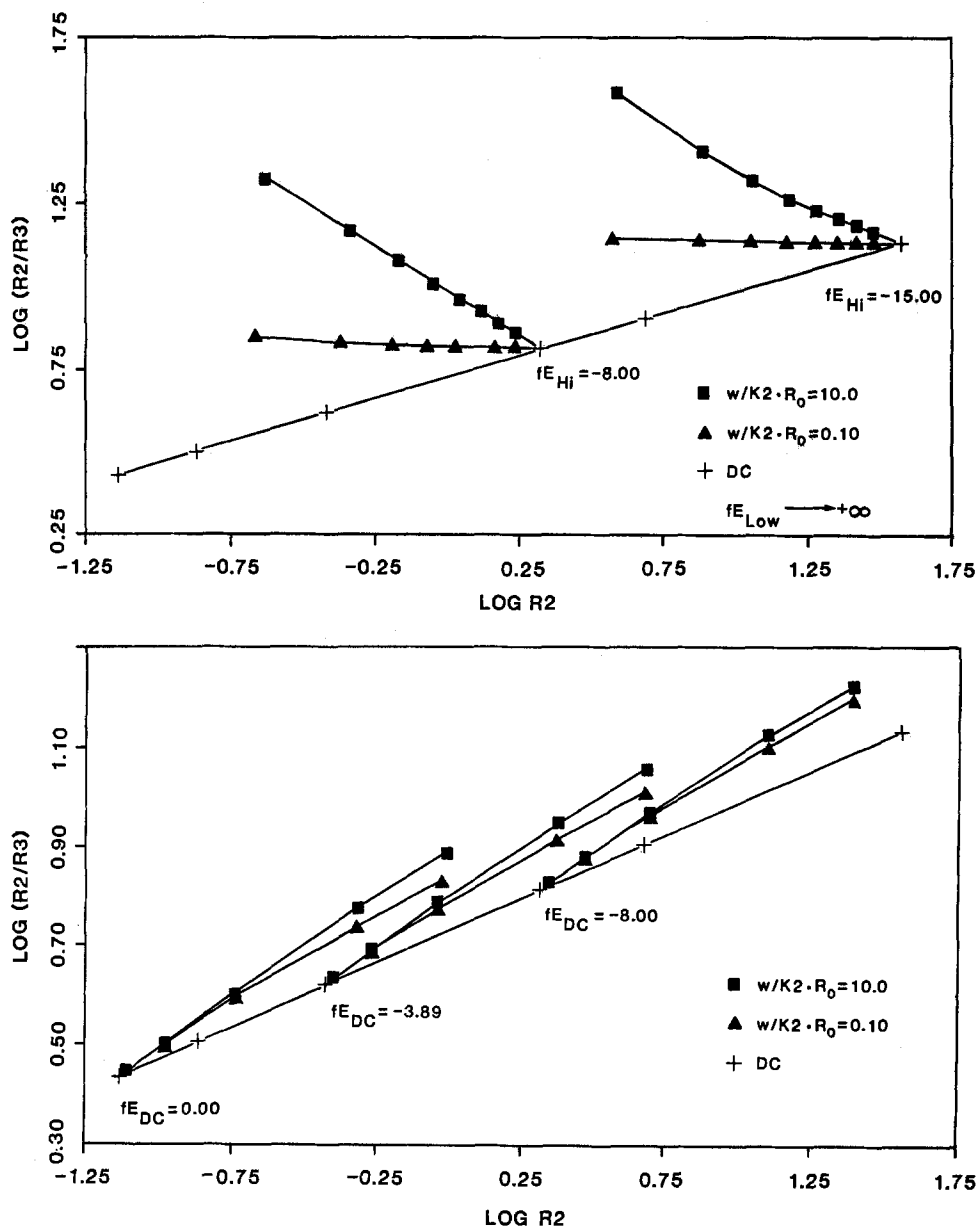 1.75
1.25
0.75
0.25
LOG (R2/R3)
fE_Hi=-15.00
fE_Hi=-8.00
■ w/K2·R₀=10.0
▲ w/K2·R₀=0.10
+ DC
fE_Low ⟶+∞
-1.25 -0.75 -0.25 0.25 0.75 1.25 1.75
LOG R2
1.10
0.90
0.70
0.50
0.30
LOG (R2/R3)
fE_DC=-8.00
fE_DC=-3.89
fE_DC=0.00
■ w/K2·R₀=10.0
▲ w/K2·R₀=0.10
+ DC
-1.25 -0.75 -0.25 0.25 0.75 1.25 1.75
LOG R2